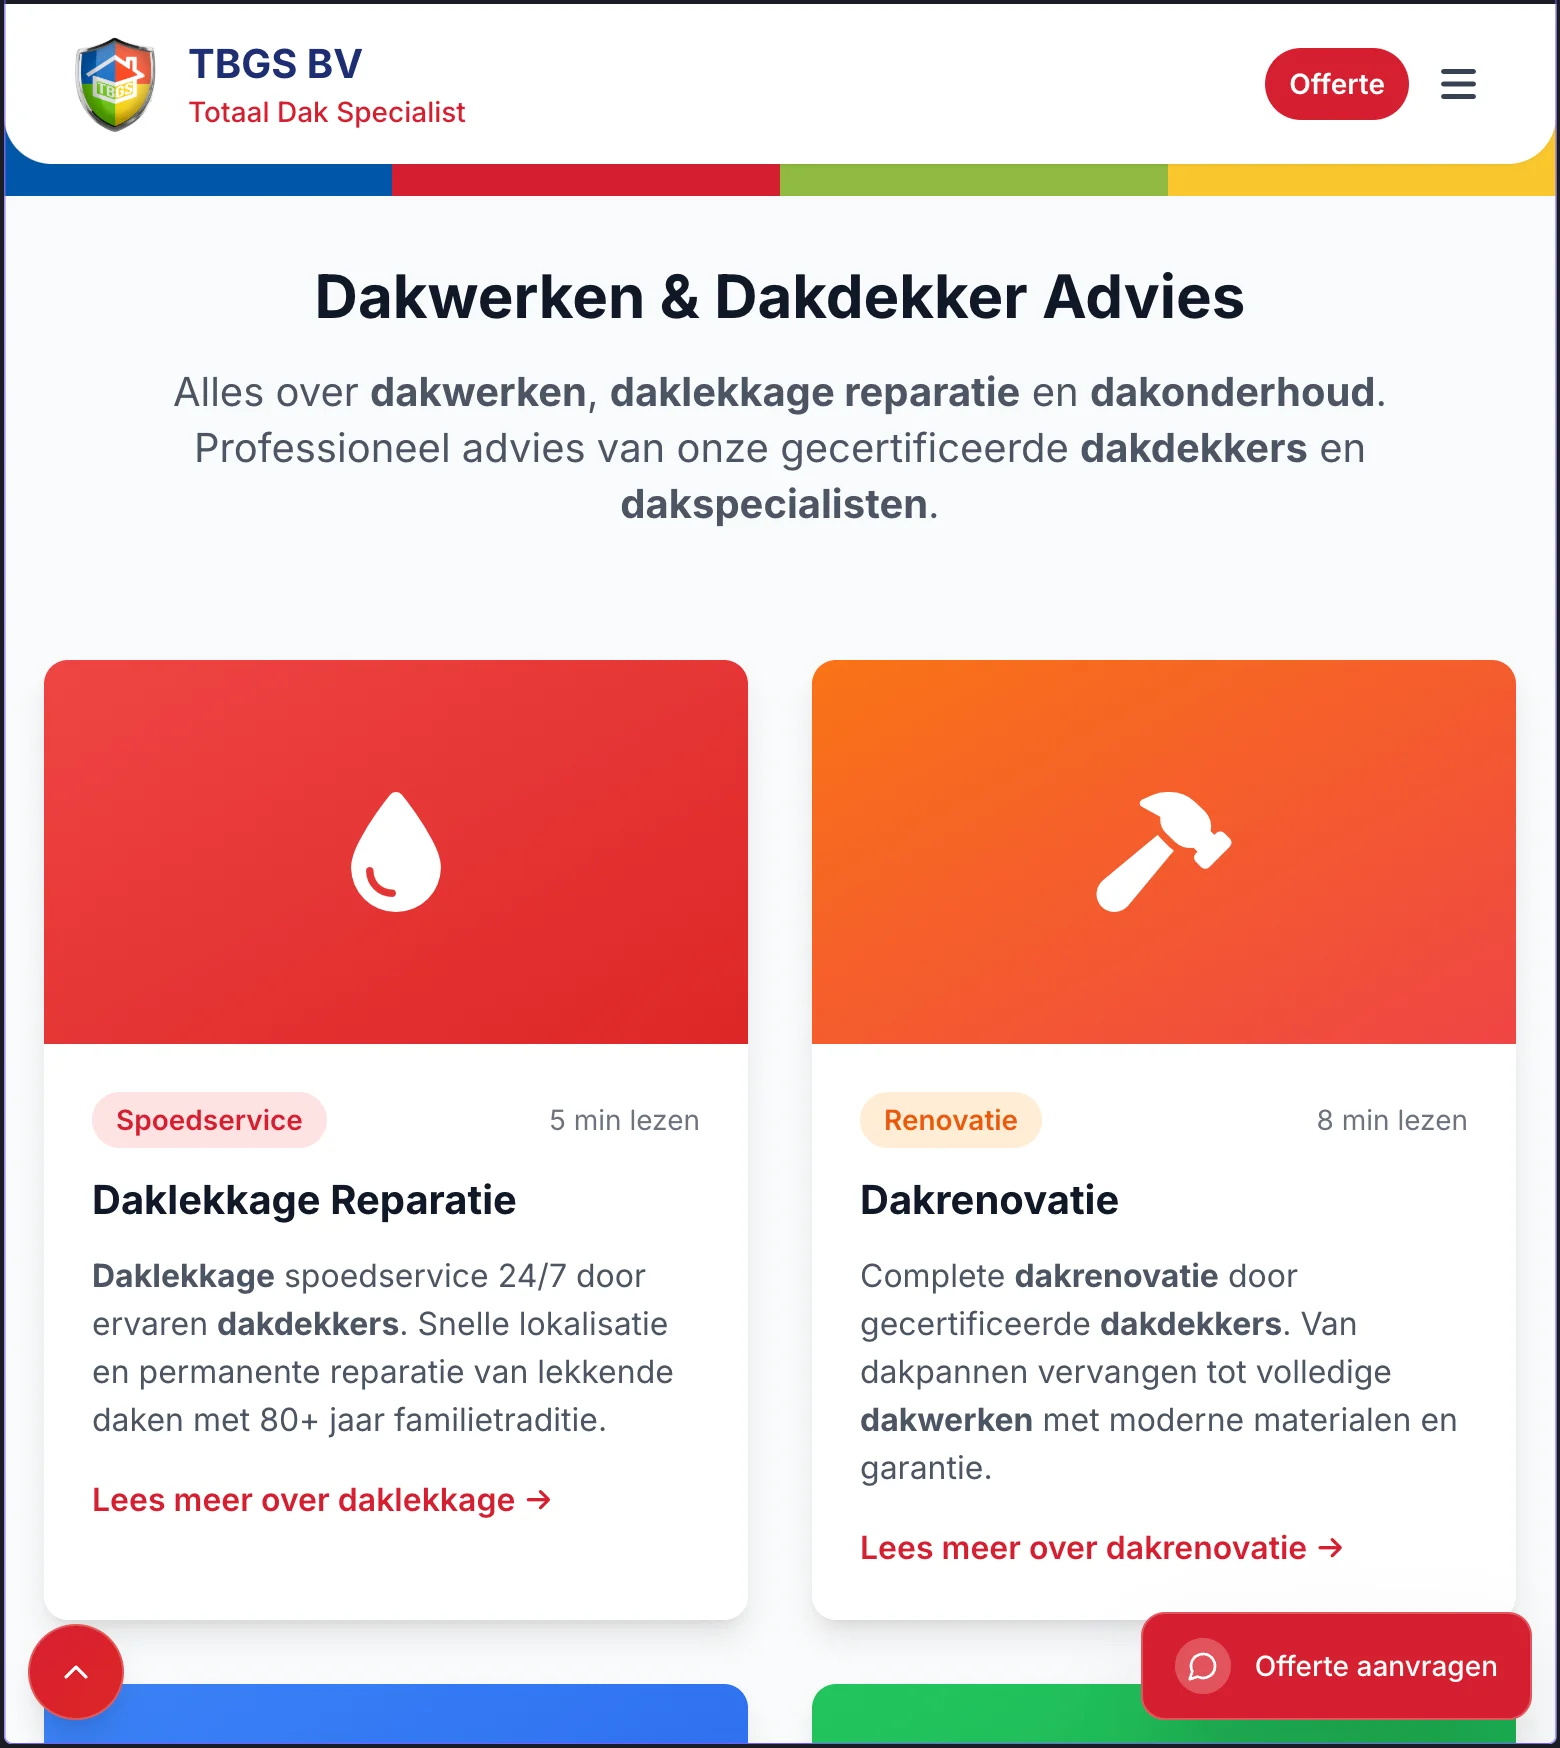 TBGS
TBGS BV
Totaal Dak Specialist
Offerte
Dakwerken & Dakdekker Advies
Alles over dakwerken, daklekkage reparatie en dakonderhoud.
Professioneel advies van onze gecertificeerde dakdekkers en
dakspecialisten.
Spoedservice
5 min lezen
Daklekkage Reparatie
Daklekkage spoedservice 24/7 door
ervaren dakdekkers. Snelle lokalisatie
en permanente reparatie van lekkende
daken met 80+ jaar familietraditie.
Lees meer over daklekkage →
Renovatie
8 min lezen
Dakrenovatie
Complete dakrenovatie door
gecertificeerde dakdekkers. Van
dakpannen vervangen tot volledige
dakwerken met moderne materialen en
garantie.
Lees meer over dakrenovatie →
Offerte aanvragen